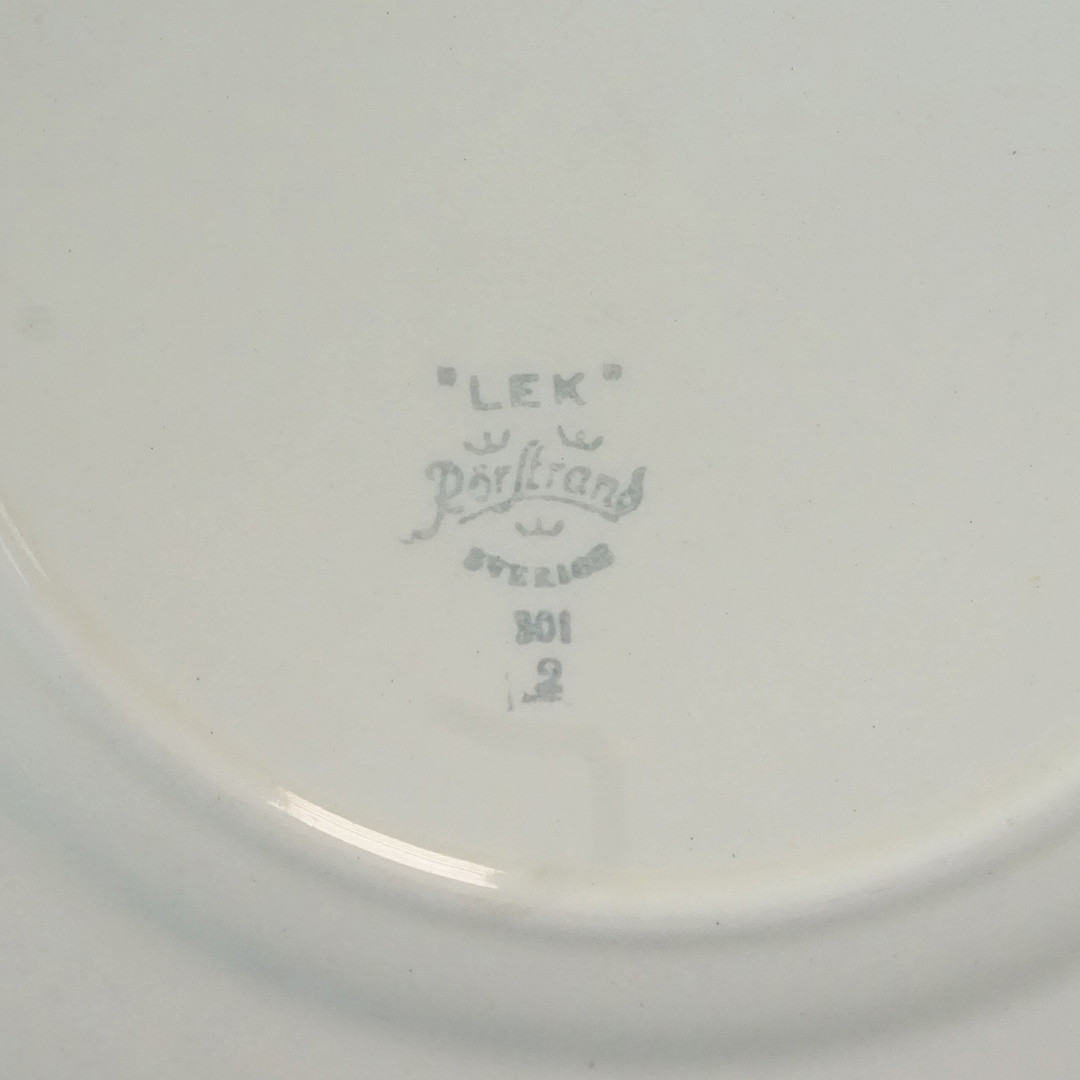 "LEK"
Rörstrand
SVERIGE
301
2